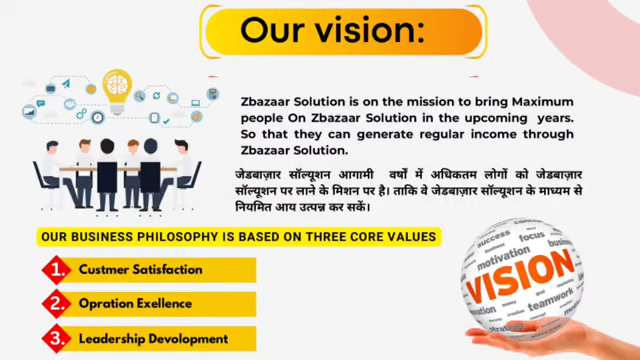 Our vision:
Zbazaar Solution is on the mission to bring Maximum
people On Zbazaar Solution in the upcoming years.
So that they can generate regular income through
Zbazaar Solution.
जेडबाज़ार सॉल्यूशन आगामी वर्षों में अधिकतम लोगों को जेडबाज़ार
सॉल्यूशन पर लाने के मिशन पर है। ताकि वे जेडबाज़ार सॉल्यूशन के माध्यम से
नियमित आय उत्पन्न कर सकें।
OUR BUSINESS PHILOSOPHY IS BASED ON THREE CORE VALUES
1. Custmer Satisfaction
2. Opration Exellence
3. Leadership Devolopment
success
focus
business
motivation
VISION
motivation
teamwork